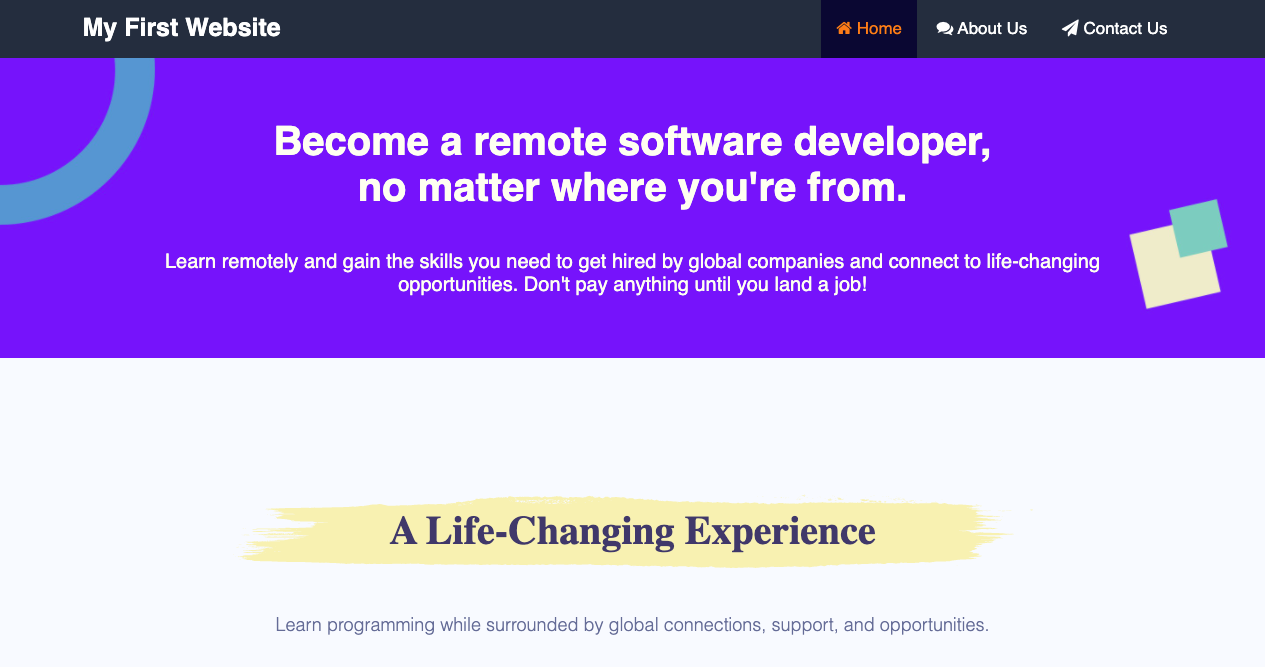 My First Website
Home
About Us
Contact Us
Become a remote software developer,
no matter where you're from.
Learn remotely and gain the skills you need to get hired by global companies and connect to life-changing
opportunities. Don't pay anything until you land a job!
A Life-Changing Experience
Learn programming while surrounded by global connections, support, and opportunities.